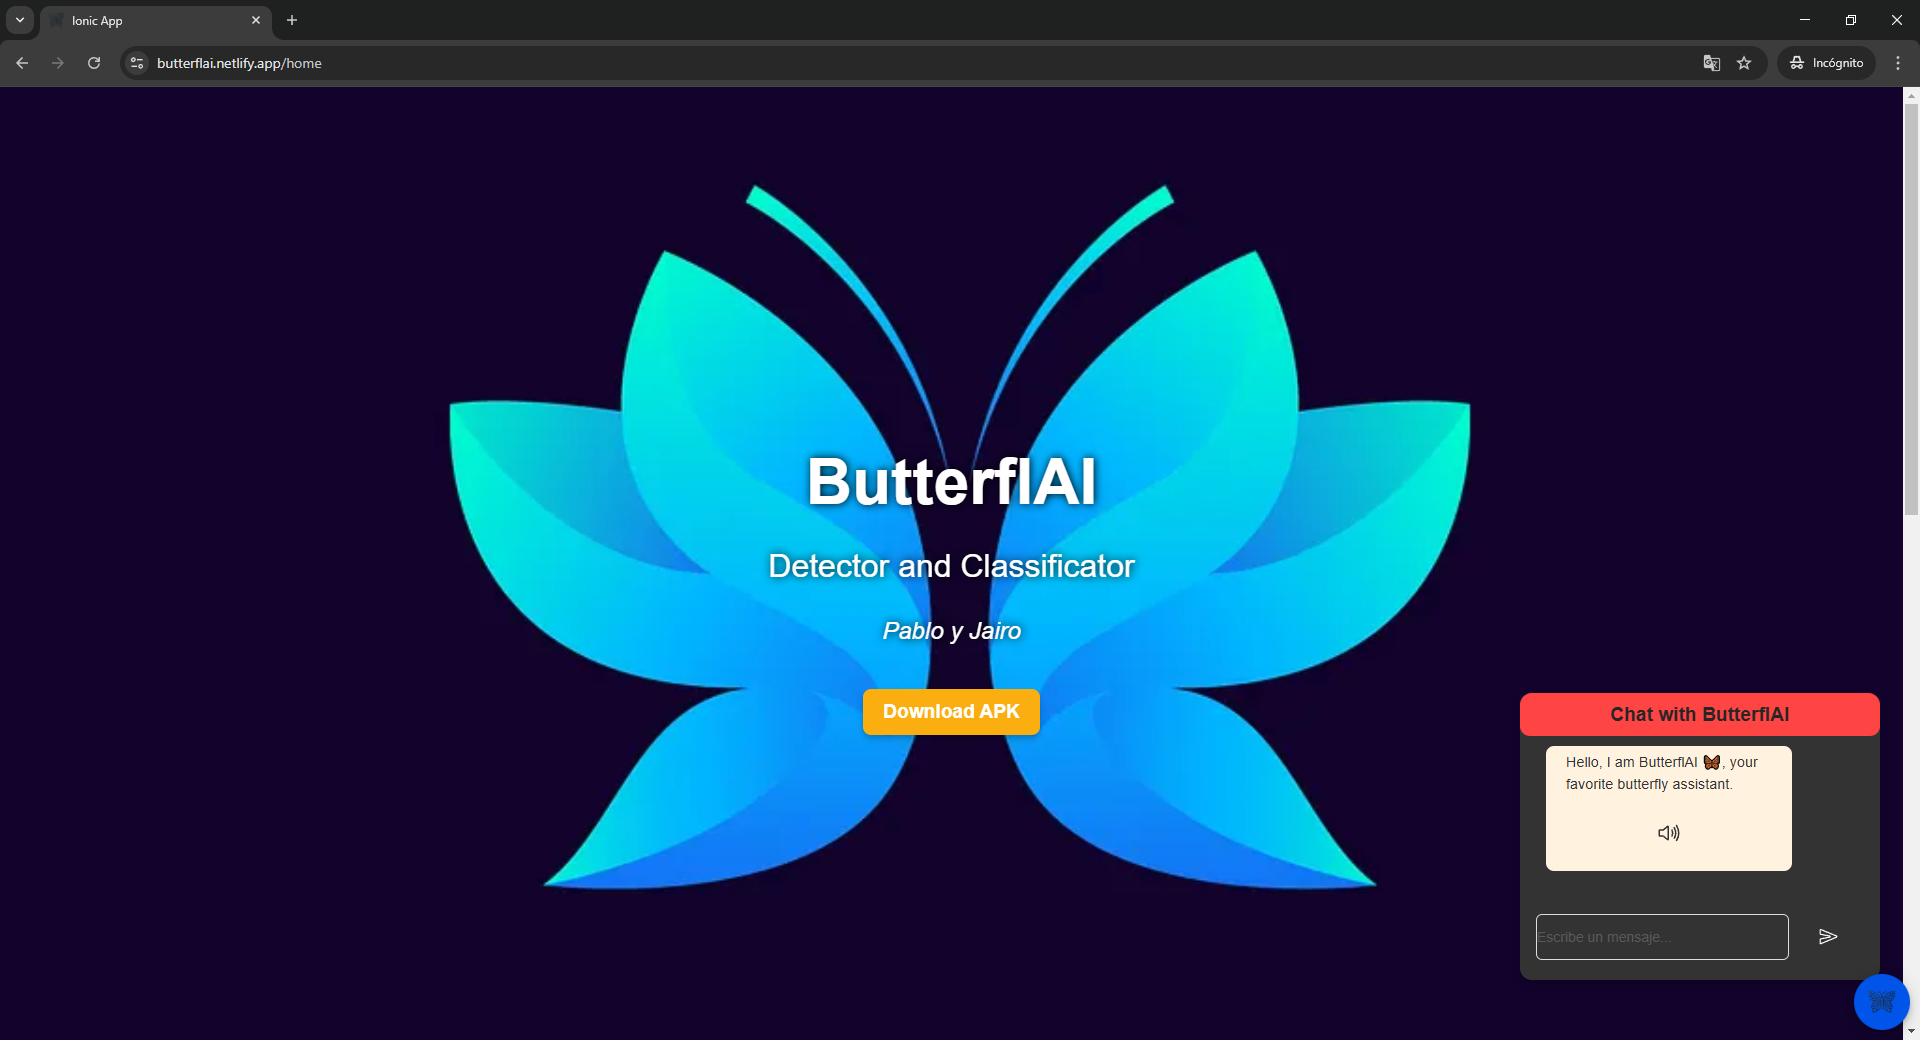 Ionic App
butterflai.netlify.app/home
Incógnito
ButterflAI
Detector and Classificator
Pablo y Jairo
Download APK
Chat with ButterflAI
Hello, I am ButterflAI 🦋, your
favorite butterfly assistant.
Escribe un mensaje...